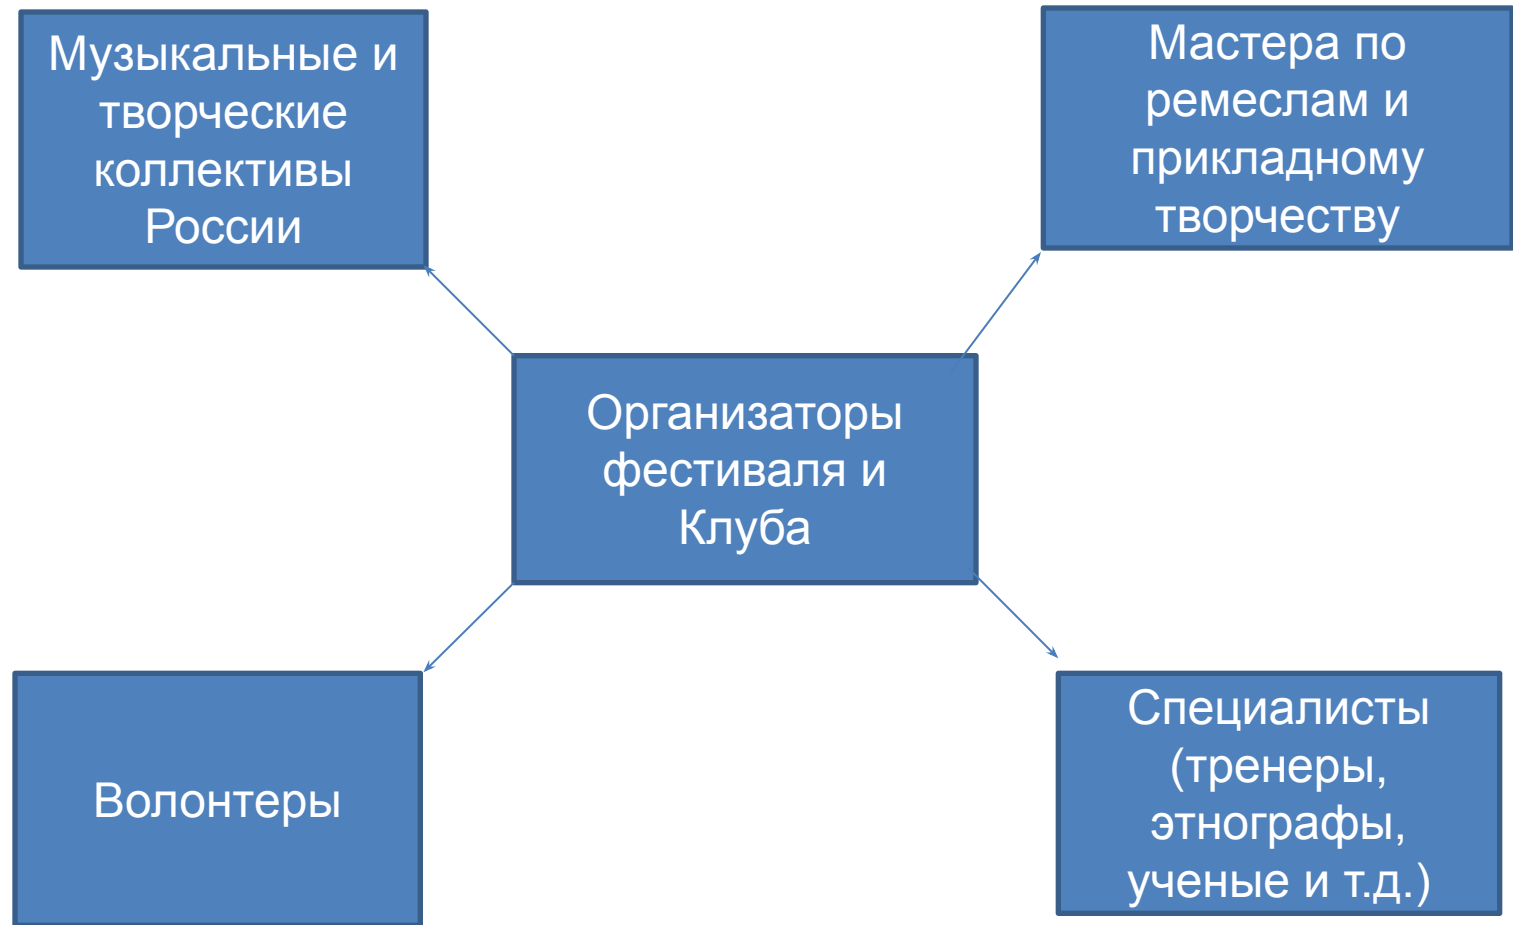 Музыкальные и
творческие
коллективы
России
Мастера по
ремеслам и
прикладному
творчеству
Организаторы
фестиваля и
Клуба
Волонтеры
Специалисты
(тренеры,
этнографы,
ученые и т.д.)